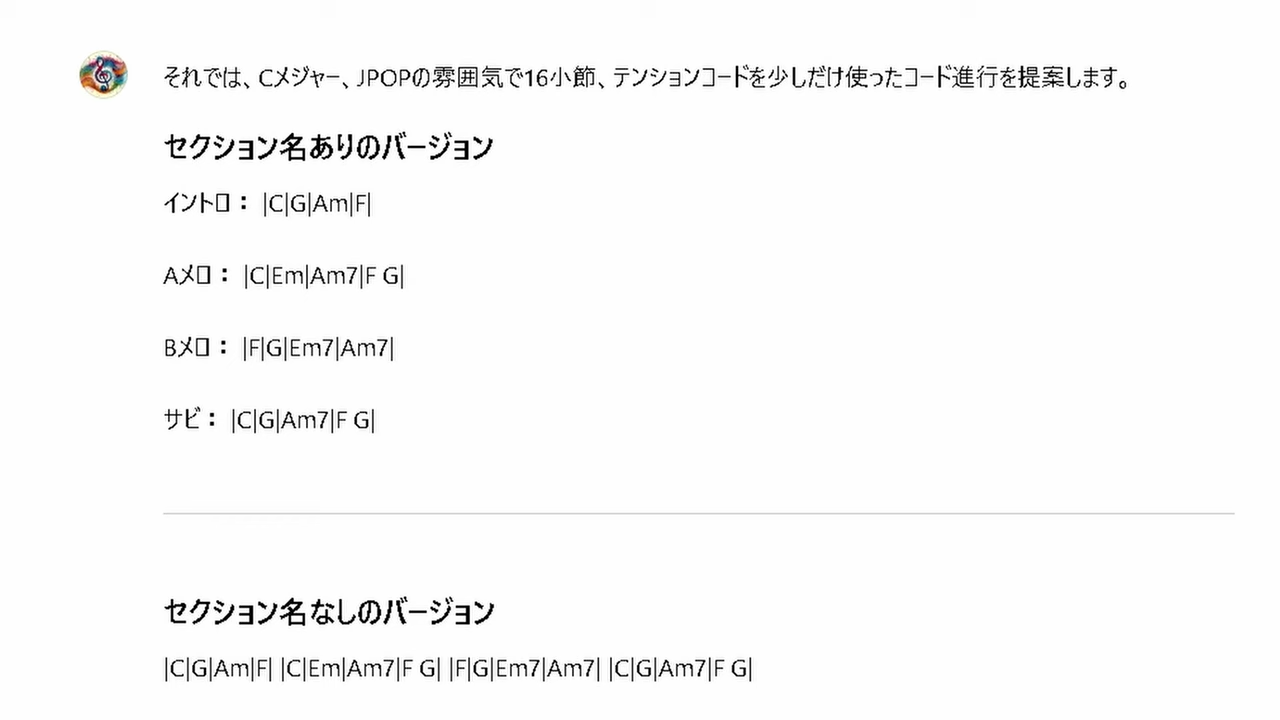 それでは、Cメジャー、JPOPの雰囲気で16小節、テンションコードを少しだけ使ったコード進行を提案します。
セクション名ありのバージョン
イントロ： |C|G|Am|F|
Aメロ： |C|Em|Am7|F G|
Bメロ： |F|G|Em7|Am7|
サビ： |C|G|Am7|F G|
セクション名なしのバージョン
|C|G|Am|F| |C|Em|Am7|F G| |F|G|Em7|Am7| |C|G|Am7|F G|